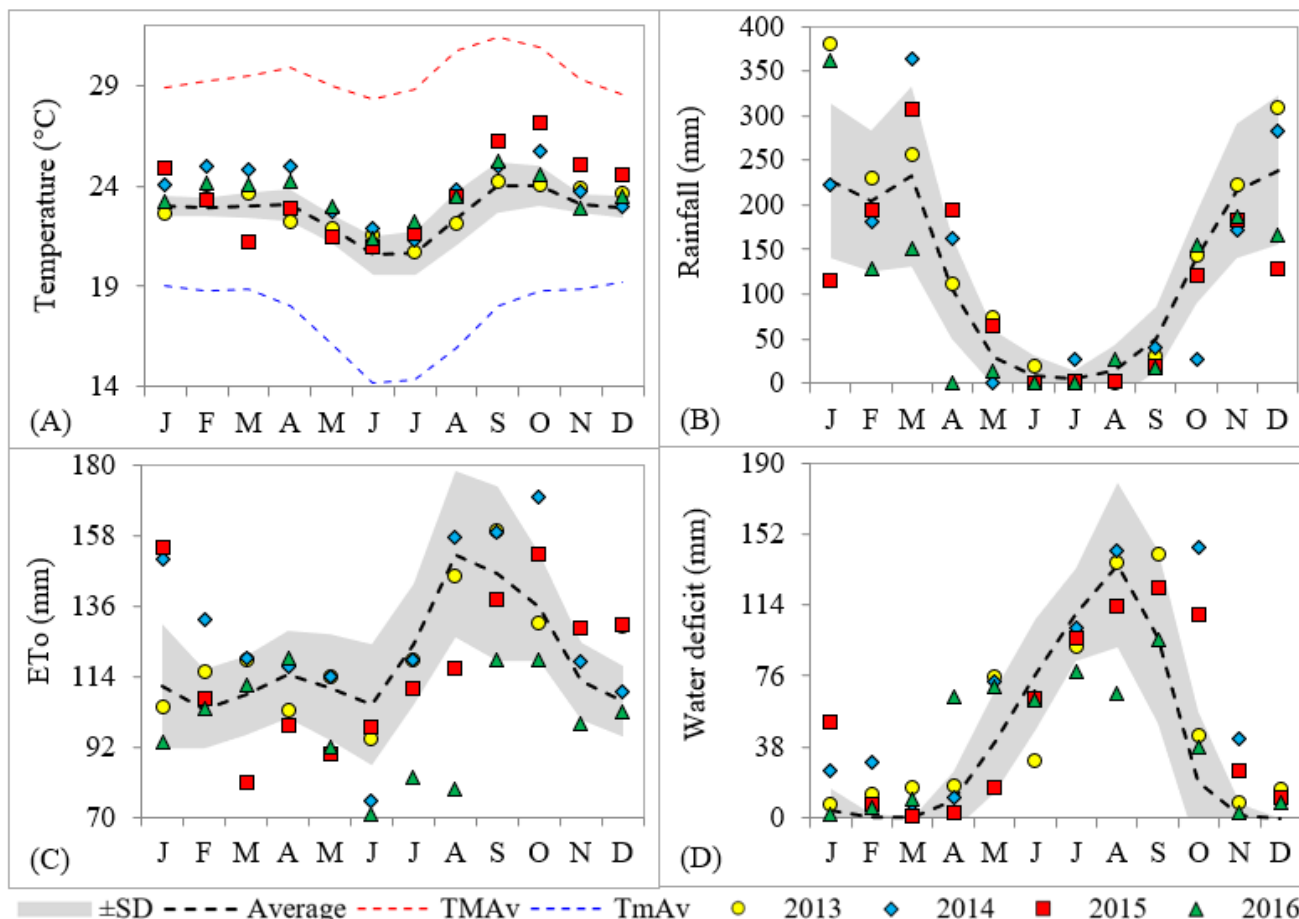 Temperature (°C)
29
24
19
14
(A)
J F M A M J J A S O N D
Rainfall (mm)
400
350
300
250
200
150
100
50
0
(B)
J F M A M J J A S O N D
ETo (mm)
180
158
136
114
92
70
(C)
J F M A M J J A S O N D
Water deficit (mm)
190
152
114
76
38
0
(D)
J F M A M J J A S O N D
±SD Average TMAv TmAv 2013 2014 2015 2016